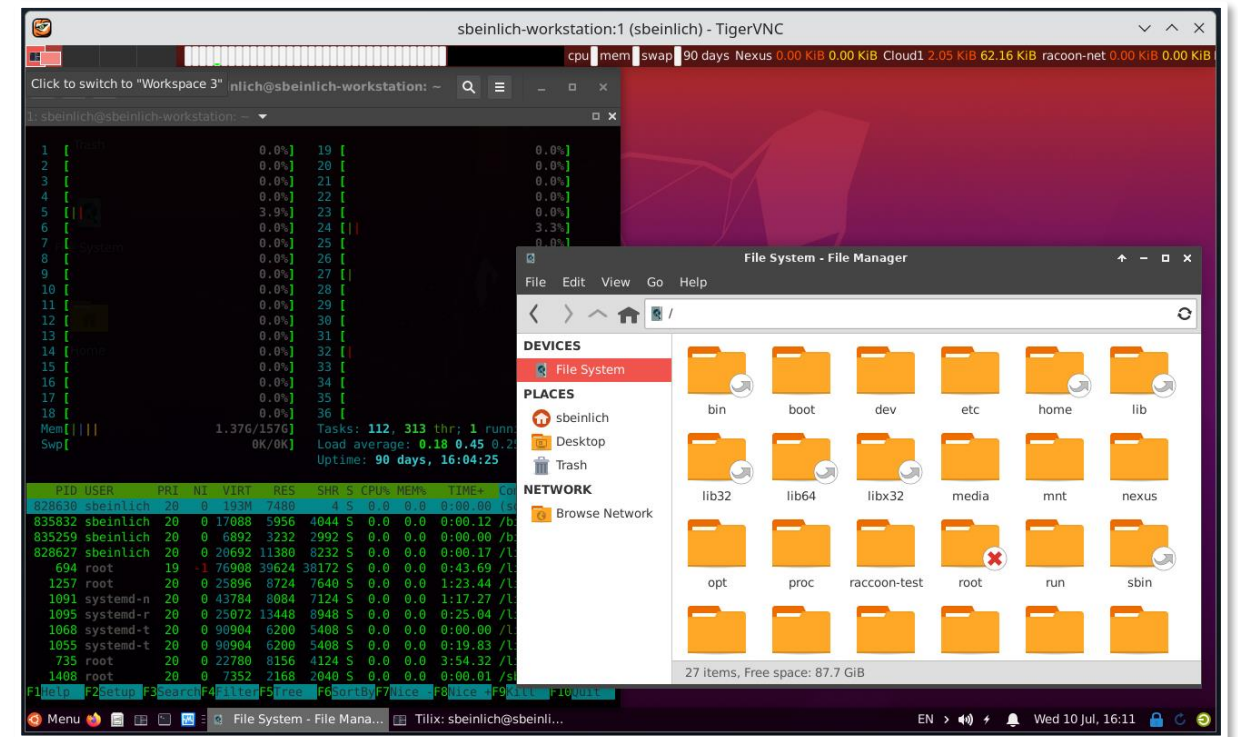 sbeinlich-workstation:1 (sbeinlich) - TigerVNC
cpu mem swap 90 days Nexus 0.00 KiB 0.00 KiB Cloud1 2.05 KiB 62.16 KiB racoon-net 0.00 KiB 0.00 KiB
Click to switch to "Workspace 3" nlich@sbeinlich-workstation: ~
1: sbeinlich@sbeinlich-workstation: ~
Trash
1 [ 0.0%] 19 [ 0.0%]
2 [ 0.0%] 20 [ 0.0%]
3 [ 0.0%] 21 [ 0.0%]
4 [ 0.0%] 22 [ 0.0%]
5 [|| 3.9%] 23 [ 0.0%]
6 [ 0.0%] 24 [|| 3.3%]
7 [ 0.0%] 25 [ 0.0%]
System
8 [ 0.0%] 26 [
9 [ 0.0%] 27 [|
10 [ 0.0%] 28 [
11 [ 0.0%] 29 [
12 [ 0.0%] 30 [
13 [ 0.0%] 31 [
14 [ 0.0%] 32 [|
Home
15 [ 0.0%] 33 [
16 [ 0.0%] 34 [
17 [ 0.0%] 35 [
18 [ 0.0%] 36 [
Mem[|||| 1.37G/157G] Tasks: 112, 313 thr; 1 runn
Swp[ 0K/0K] Load average: 0.18 0.45 0.25
Uptime: 90 days, 16:04:25
PID USER PRI NI VIRT RES SHR S CPU% MEM% TIME+ Co
828630 sbeinlich 20 0 193M 7480 4 S 0.0 0.0 0:00.00 (s
835832 sbeinlich 20 0 17088 5956 4044 S 0.0 0.0 0:00.12 /b
835259 sbeinlich 20 0 6892 3232 2992 S 0.0 0.0 0:00.00 /b
828627 sbeinlich 20 0 20692 11380 8232 S 0.0 0.0 0:00.17 /l
694 root 19 -1 76908 39624 38172 S 0.0 0.0 0:43.69 /l
1257 root 20 0 25896 8724 7640 S 0.0 0.0 1:23.44 /l
1091 systemd-n 20 0 43784 8084 7124 S 0.0 0.0 1:17.27 /l
1095 systemd-r 20 0 25072 13448 8948 S 0.0 0.0 0:25.04 /l
1068 systemd-t 20 0 90904 6200 5408 S 0.0 0.0 0:00.00 /l
1055 systemd-t 20 0 90904 6200 5408 S 0.0 0.0 0:19.83 /l
735 root 20 0 22780 8156 4124 S 0.0 0.0 3:54.32 /l
1408 root 20 0 7352 2168 2040 S 0.0 0.0 0:00.01 /s
F1Help F2Setup F3SearchF4FilterF5Tree F6SortByF7Nice -F8Nice +F9Kill F10Quit
File System - File Manager
File Edit View Go Help
/
DEVICES
File System
PLACES
sbeinlich
Desktop
Trash
NETWORK
Browse Network
bin boot dev etc home lib
lib32 lib64 libx32 media mnt nexus
opt proc raccoon-test root run sbin
27 items, Free space: 87.7 GiB
Menu File System - File Mana... Tilix: sbeinlich@sbeinli... EN Wed 10 Jul, 16:11